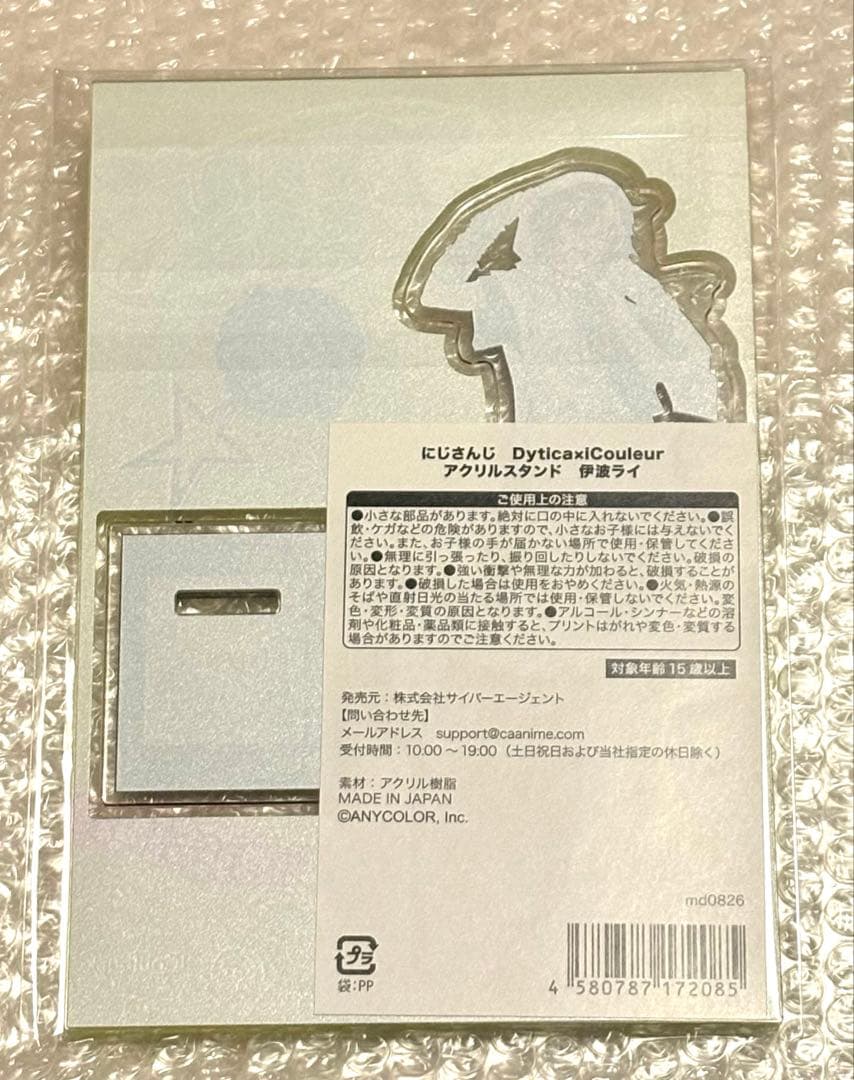 にじさんじ Dytica×iCouleur
アクリルスタンド 伊波ライ
ご使用上の注意
●小さな部品があります。絶対に口の中に入れないでください。●誤
飲・ケガなどの危険がありますので、小さなお子様には与えないでく
ださい。また、お子様の手が届かない場所で使用・保管してくださ
い。●無理に引っ張ったり、振り回したりしないでください。破損の
原因となります。●強い衝撃や無理な力が加わると、破損することが
あります。●破損した場合は使用をおやめください。●火気・熱源の
そばや直射日光の当たる場所では使用・保管しないでください。変
色・変形・変質の原因となります。●アルコール・シンナーなどの溶
剤や化粧品・薬品類に接触すると、プリントはがれや変色・変質する
場合がありますのでご注意ください。
対象年齢15歳以上
発売元：株式会社サイバーエージェント
【問い合わせ先】
メールアドレス support@caanime.com
受付時間：10:00～19:00（土日祝日および当社指定の休日除く）
素材：アクリル樹脂
MADE IN JAPAN
©ANYCOLOR, Inc.
md0826
プラ
袋：PP
4 580787 172085